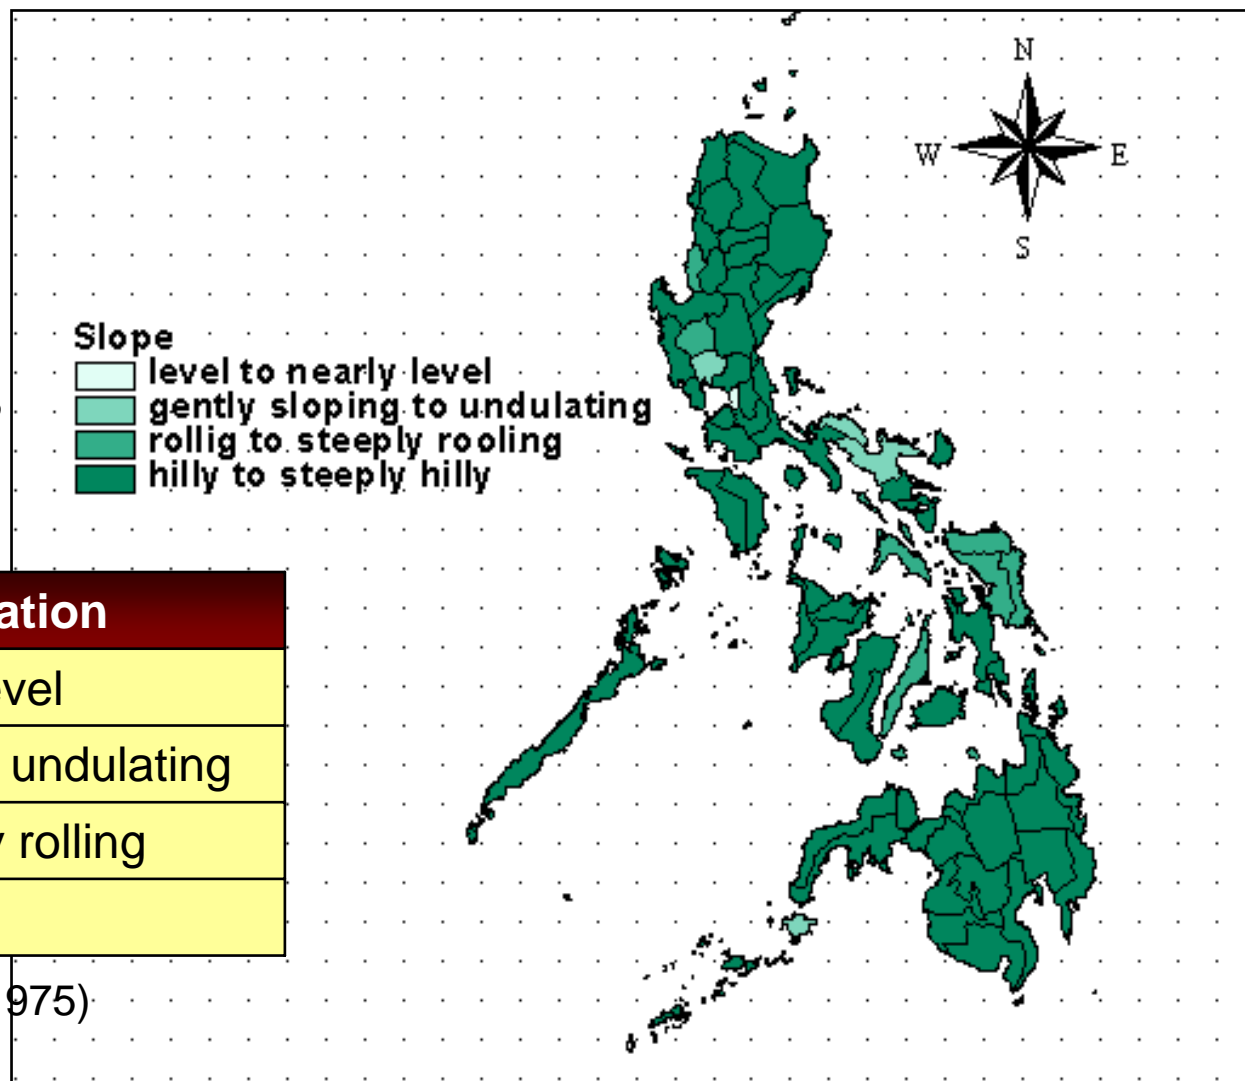 N
W
E
S
Slope
level to nearly level
gently sloping to undulating
rollig to steeply rooling
hilly to steeply hilly
ation
evel
undulating
y rolling
975)